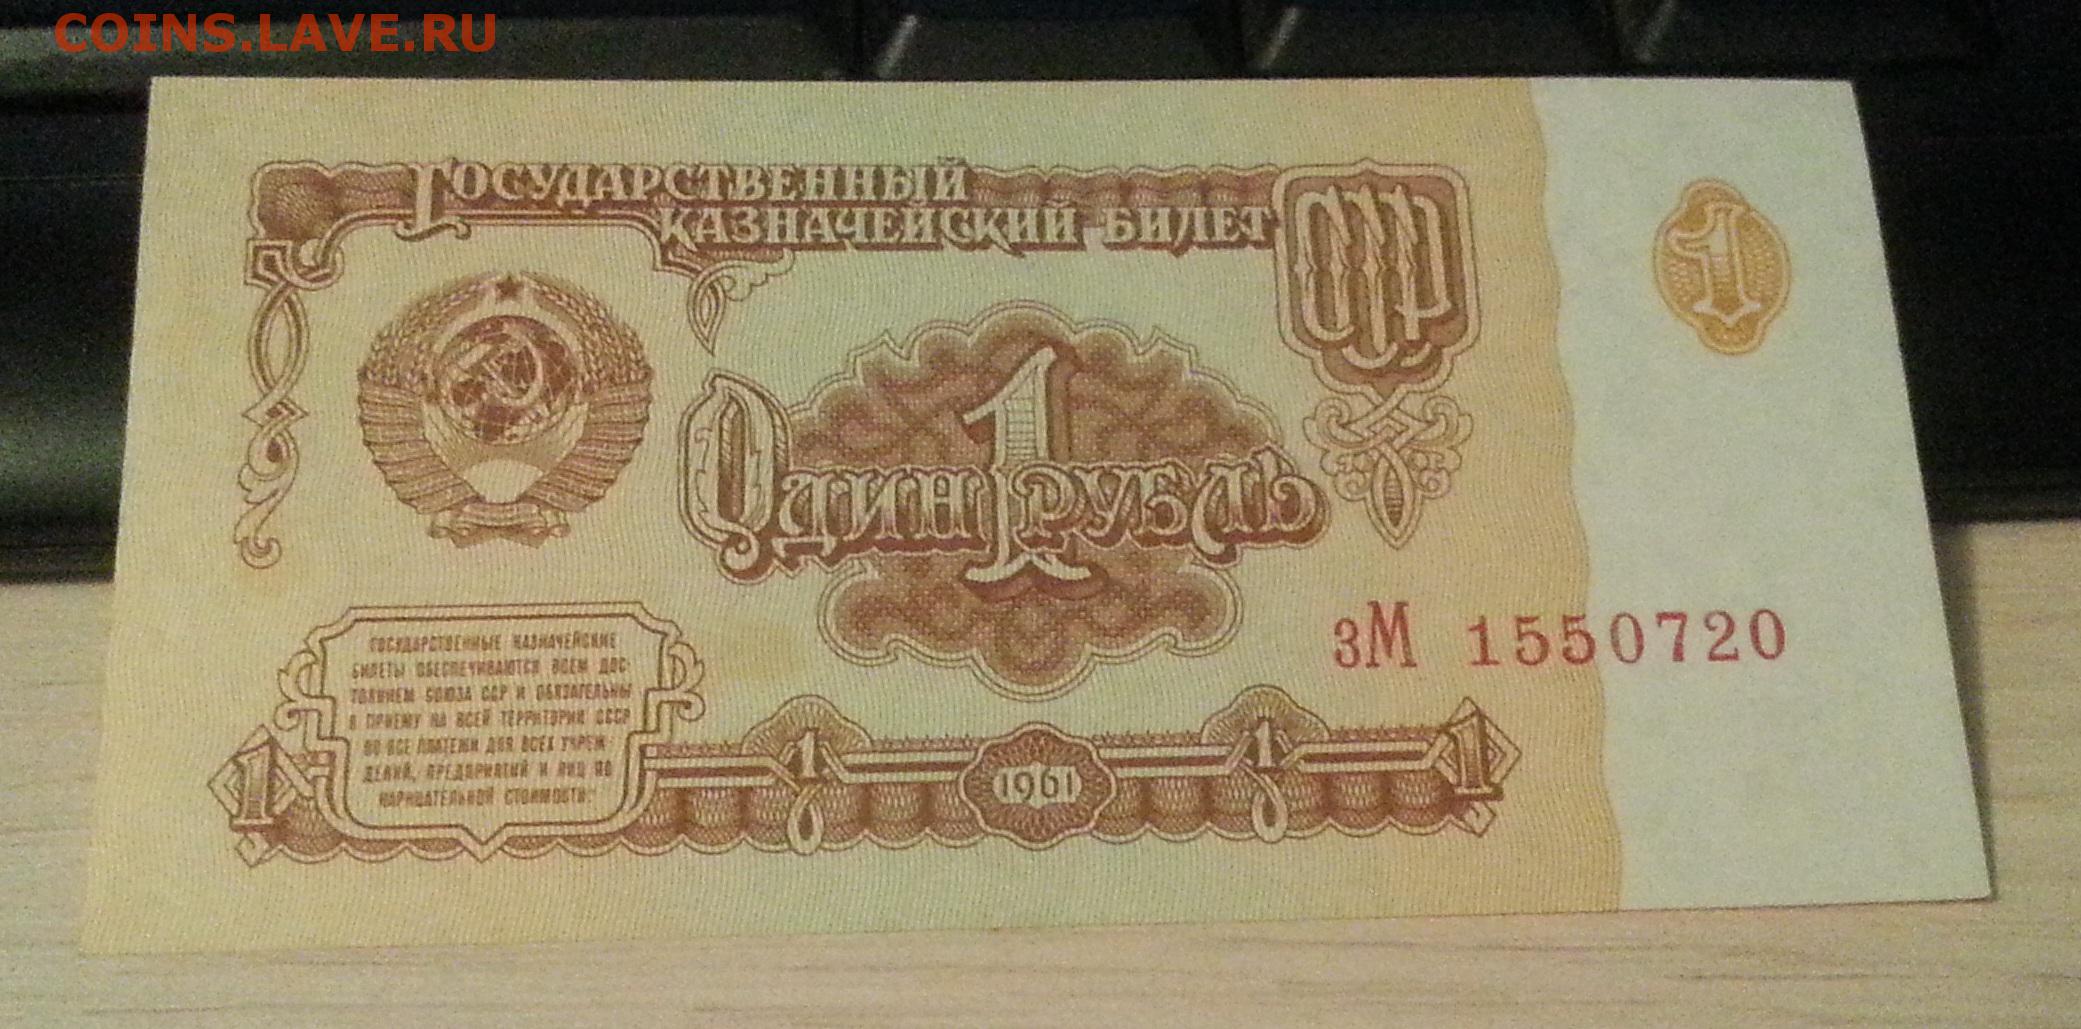 COINS.LAVE.RU
ГОСУДАРСТВЕННЫЙ
КАЗНАЧЕЙСКИЙ БИЛЕТ
СССР
1
1
ОДИН РУБЛЬ
зМ 1550720
ГОСУДАРСТВЕННЫЕ КАЗНАЧЕЙСКИЕ
БИЛЕТЫ ОБЕСПЕЧИВАЮТСЯ ВСЕМ ДОС-
ТОЯНИЕМ СОЮЗА ССР И ОБЯЗАТЕЛЬНЫ
К ПРИЕМУ НА ВСЕЙ ТЕРРИТОРИИ СССР
ВО ВСЕ ПЛАТЕЖИ ДЛЯ ВСЕХ УЧРЕЖ-
ДЕНИЙ, ПРЕДПРИЯТИЙ И ЛИЦ ПО
НАРИЦАТЕЛЬНОЙ СТОИМОСТИ.
1 1 1961 1 1